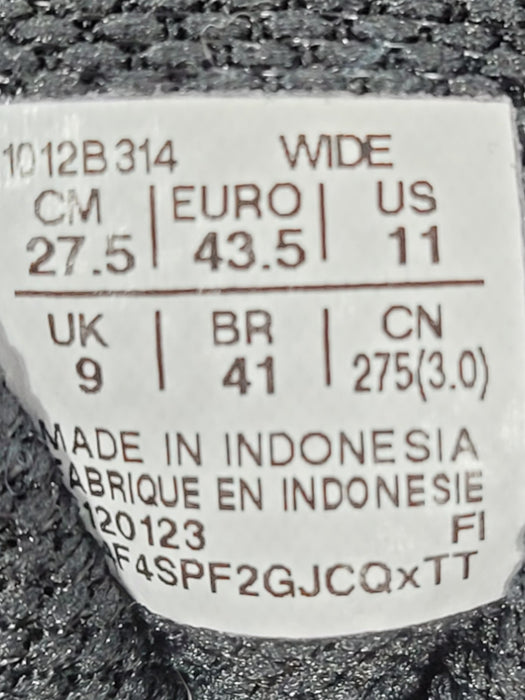 1012B314 WIDE
CM | EURO | US
27.5 | 43.5 | 11
UK | BR | CN
9 | 41 | 275(3.0)
MADE IN INDONESIA
FABRIQUE EN INDONESIE
120123 FI
F4SPF2GJCQxTT